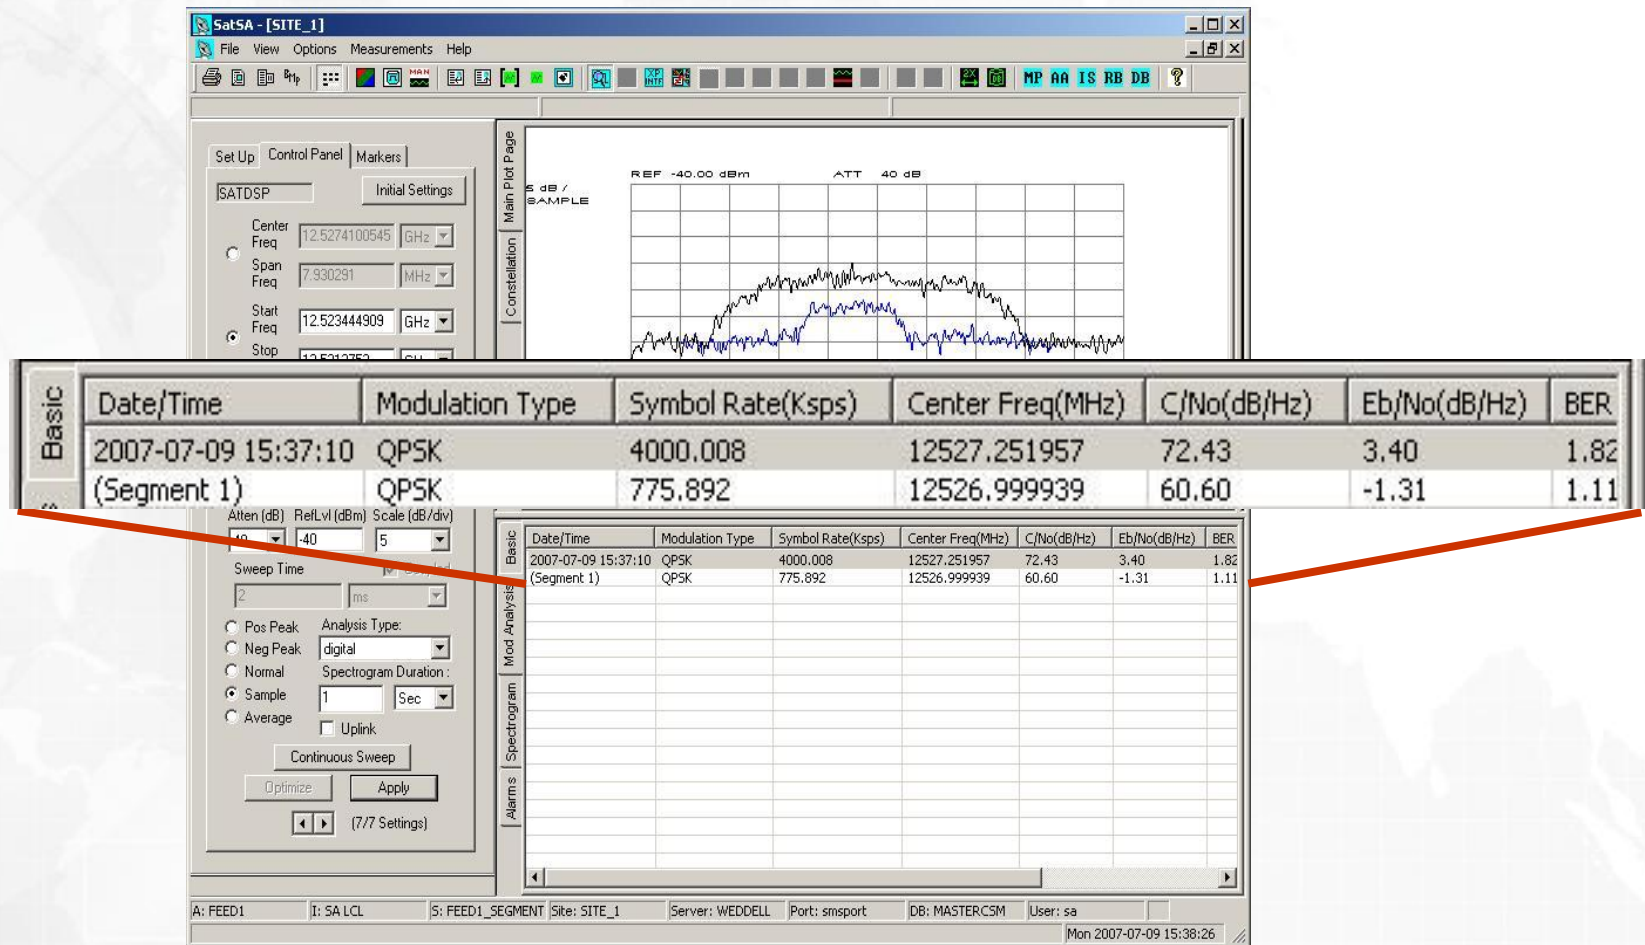 SatSA - [SITE_1]
File View Options Measurements Help
MAN
XP
INTF
2X
MP AA IS RB DB ?
Set Up Control Panel Markers
SATDSP Initial Settings
Center Freq 12.5274100545 GHz
Span Freq 7.930291 MHz
Start Freq 12.523444909 GHz
Stop
Main Plot Page
Constellation
REF -40.00 dBm ATT 40 dB
5 dB /
SAMPLE
Basic
Date/Time Modulation Type Symbol Rate(Ksps) Center Freq(MHz) C/No(dB/Hz) Eb/No(dB/Hz) BER
2007-07-09 15:37:10 QPSK 4000.008 12527.251957 72.43 3.40 1.82
(Segment 1) QPSK 775.892 12526.999939 60.60 -1.31 1.11
Atten (dB) RefLvl (dBm) Scale (dB/div)
40 -40 5
Sweep Time
2 ms
Pos Peak
Neg Peak
Normal
Sample
Average
Analysis Type:
digital
Spectrogram Duration :
1 Sec
Uplink
Continuous Sweep
Optimize Apply
(7/7 Settings)
Basic
Mod Analysis
Spectrogram
Alarms
Date/Time Modulation Type Symbol Rate(Ksps) Center Freq(MHz) C/No(dB/Hz) Eb/No(dB/Hz) BER
2007-07-09 15:37:10 QPSK 4000.008 12527.251957 72.43 3.40 1.82
(Segment 1) QPSK 775.892 12526.999939 60.60 -1.31 1.11
A: FEED1 I: SA LCL S: FEED1_SEGMENT Site: SITE_1 Server: WEDDELL Port: smsport DB: MASTERCSM User: sa
Mon 2007-07-09 15:38:26